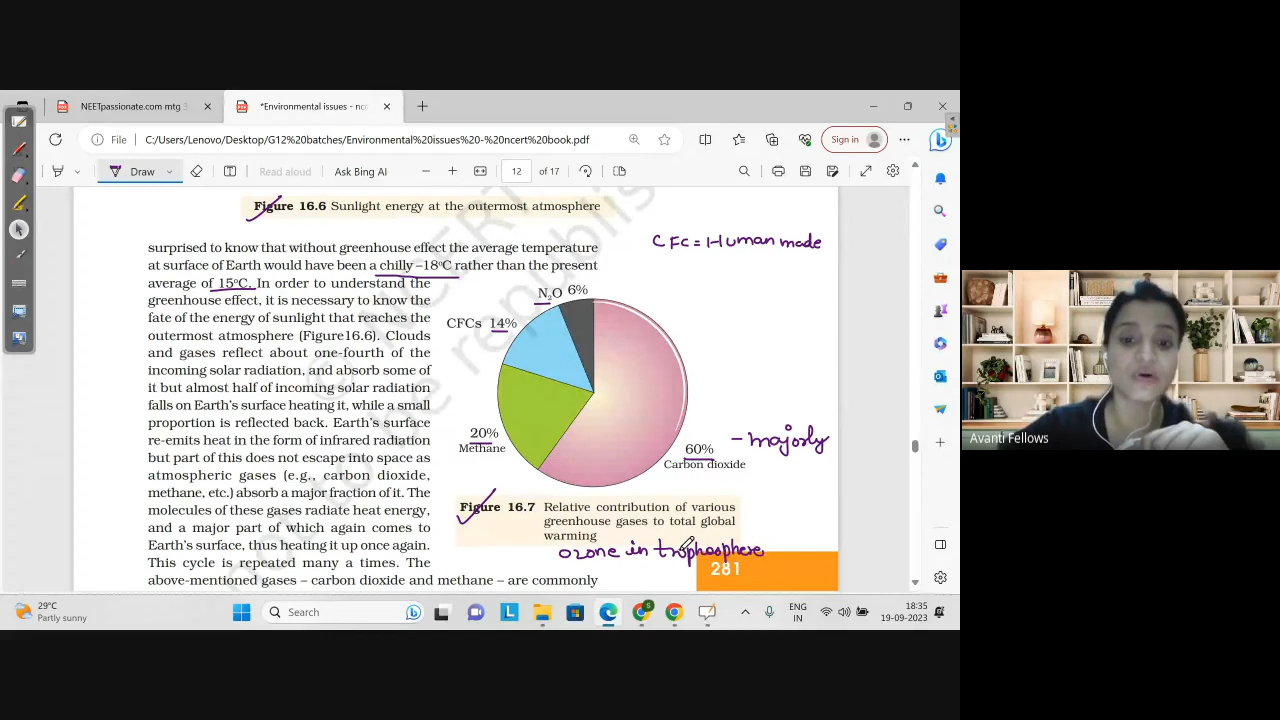 NEETpassionate.com mtg 3
*Environmental issues - nce
File
C:/Users/Lenovo/Desktop/G12%20batches/Environmental%20issues%20-%20ncert%20book.pdf
Sign in
Draw
Read aloud
Ask Bing AI
12 of 17
Figure 16.6 Sunlight energy at the outermost atmosphere
surprised to know that without greenhouse effect the average temperature
at surface of Earth would have been a chilly –18°C rather than the present
average of 15°C. In order to understand the
greenhouse effect, it is necessary to know the
fate of the energy of sunlight that reaches the
outermost atmosphere (Figure16.6). Clouds
and gases reflect about one-fourth of the
incoming solar radiation, and absorb some of
it but almost half of incoming solar radiation
falls on Earth's surface heating it, while a small
proportion is reflected back. Earth's surface
re-emits heat in the form of infrared radiation
but part of this does not escape into space as
atmospheric gases (e.g., carbon dioxide,
methane, etc.) absorb a major fraction of it. The
molecules of these gases radiate heat energy,
and a major part of which again comes to
Earth's surface, thus heating it up once again.
This cycle is repeated many a times. The
above-mentioned gases – carbon dioxide and methane – are commonly
CFC = Human made
N₂O 6%
CFCs 14%
20%
Methane
60%
Carbon dioxide
- majorly
Figure 16.7 Relative contribution of various
greenhouse gases to total global
warming
ozone in trophosphere
281
Avanti Fellows
29°C
Partly sunny
Search
ENG
IN
18:35
19-09-2023